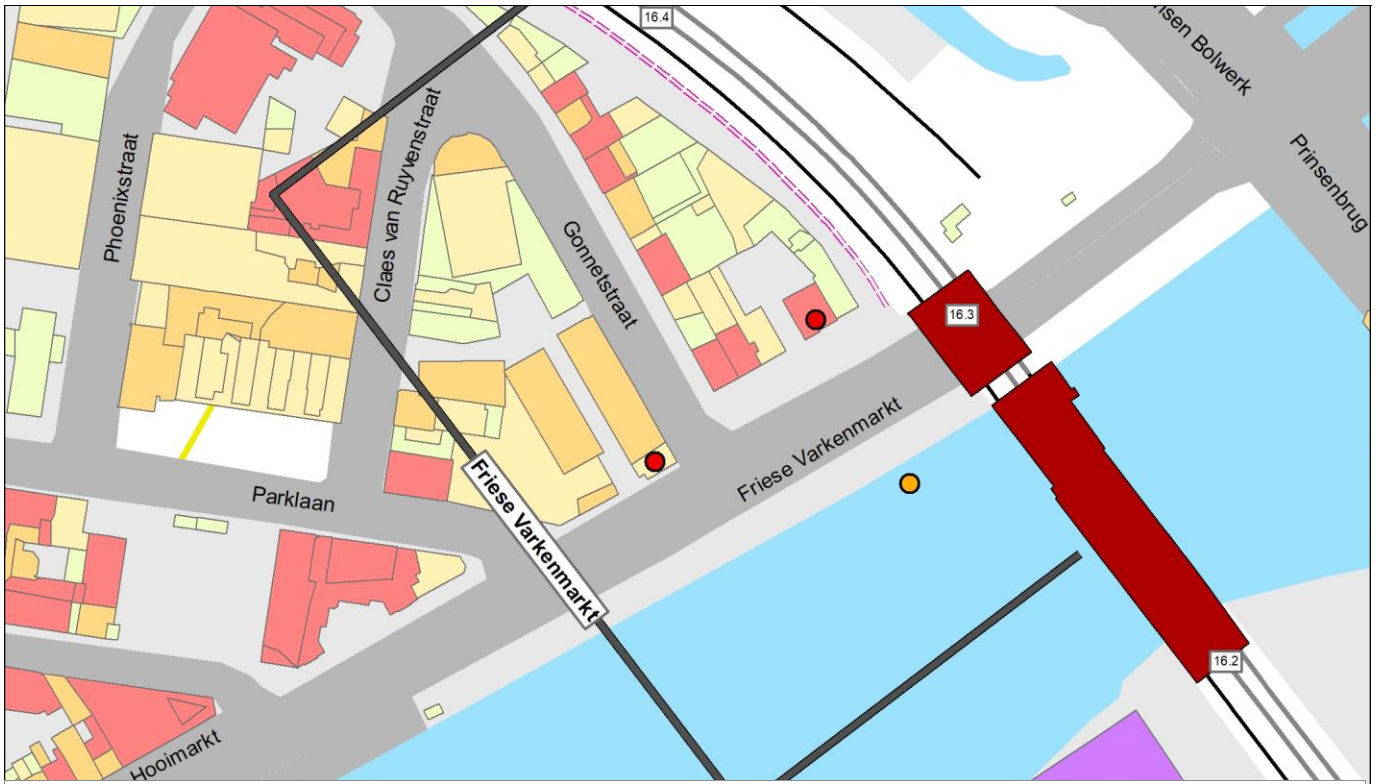 16.4
nsen Bolwerk
Prinsenbrug
Phoenixstraat
Claes van Ruyvenstraat
Gonnetstraat
16.3
Friese Varkenmarkt
Friese Varkenmarkt
Parklaan
16.2
Hooimarkt